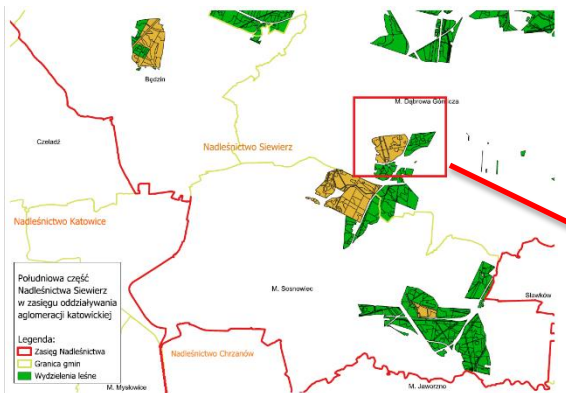 Będzin
M. Dąbrowa Górnicza
Czeladź
Nadleśnictwo Siewierz
Nadleśnictwo Katowice
Południowa część
Nadleśnictwa Siewierz
w zasięgu oddziaływania
aglomeracji katowickiej
Legenda:
Zasięg Nadleśnictwa
Granica gmin
Wydzielenia leśne
M. Sosnowiec
Sławków
Nadleśnictwo Chrzanów
M. Mysłowice
M. Jaworzno